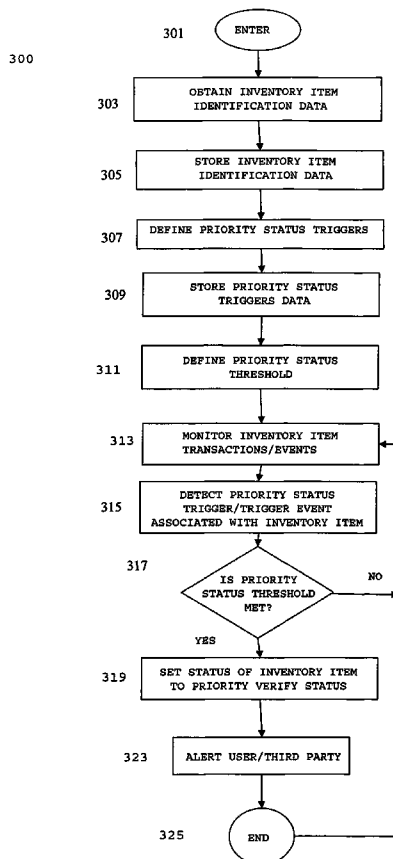 301
ENTER
300
303
OBTAIN INVENTORY ITEM
IDENTIFICATION DATA
305
STORE INVENTORY ITEM
IDENTIFICATION DATA
307
DEFINE PRIORITY STATUS TRIGGERS
309
STORE PRIORITY STATUS
TRIGGERS DATA
311
DEFINE PRIORITY STATUS
THRESHOLD
313
MONITOR INVENTORY ITEM
TRANSACTIONS/EVENTS
315
DETECT PRIORITY STATUS
TRIGGER/TRIGGER EVENT
ASSOCIATED WITH INVENTORY ITEM
317
IS PRIORITY
STATUS THRESHOLD
MET?
NO
YES
319
SET STATUS OF INVENTORY ITEM
TO PRIORITY VERIFY STATUS
323
ALERT USER/THIRD PARTY
325
END